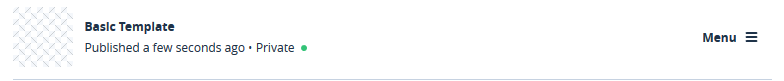 Basic Template
Published a few seconds ago • Private
Menu